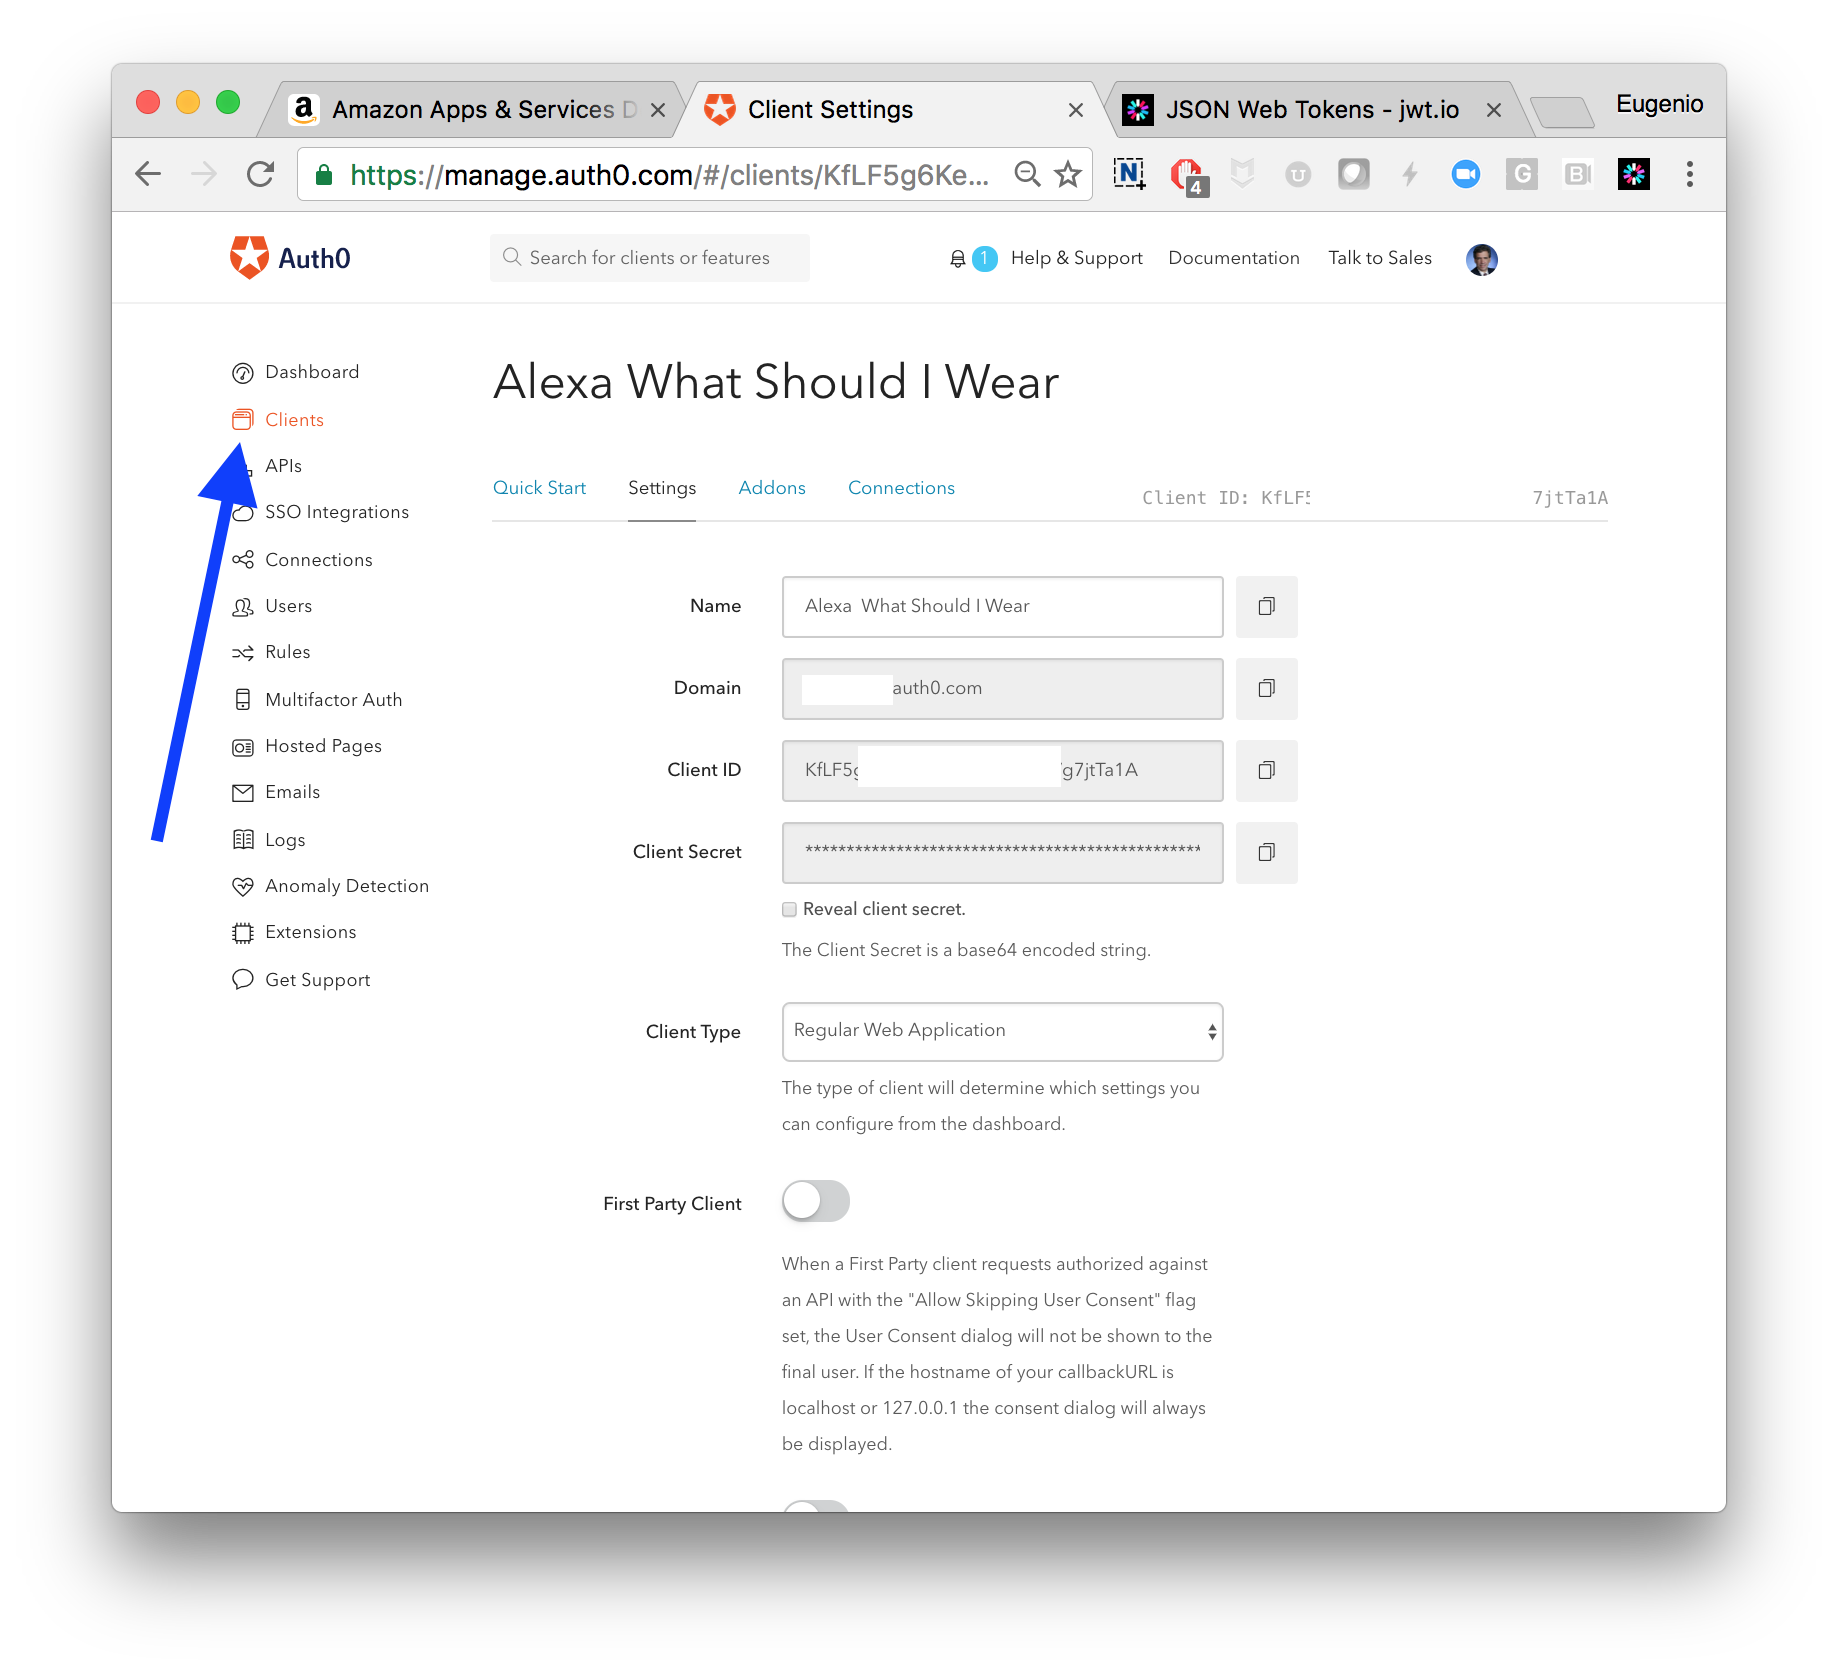 Amazon Apps & Services D
Client Settings
JSON Web Tokens - jwt.io
Eugenio
https://manage.auth0.com/#/clients/KfLF5g6Ke...
N
4
U
G
B
Auth0
Search for clients or features
1
Help & Support
Documentation
Talk to Sales
Dashboard
Clients
APIs
SSO Integrations
Connections
Users
Rules
Multifactor Auth
Hosted Pages
Emails
Logs
Anomaly Detection
Extensions
Get Support
Alexa What Should I Wear
Quick Start
Settings
Addons
Connections
Client ID: KfLF5 7jtTa1A
Name
Alexa  What Should I Wear
Domain
auth0.com
Client ID
KfLF5g g7jtTa1A
Client Secret
************************************************
Reveal client secret.
The Client Secret is a base64 encoded string.
Client Type
Regular Web Application
The type of client will determine which settings you
can configure from the dashboard.
First Party Client
When a First Party client requests authorized against
an API with the "Allow Skipping User Consent" flag
set, the User Consent dialog will not be shown to the
final user. If the hostname of your callbackURL is
localhost or 127.0.0.1 the consent dialog will always
be displayed.